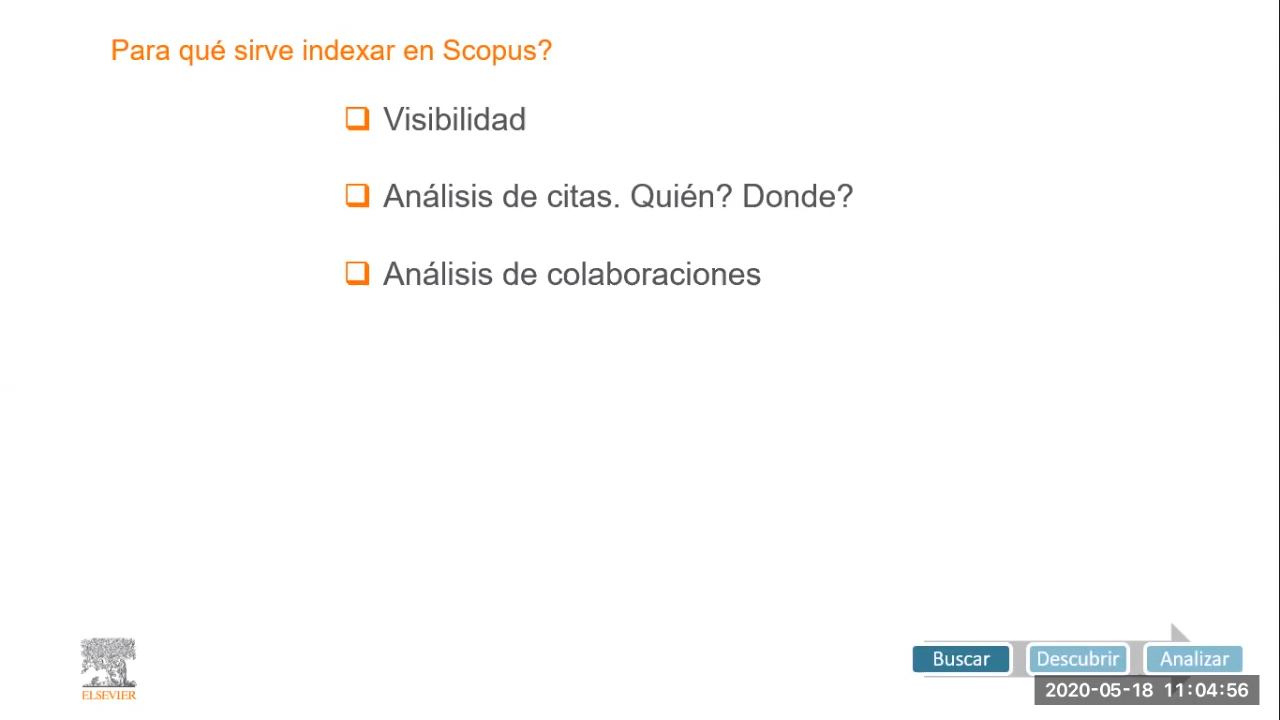 Para qué sirve indexar en Scopus?
Visibilidad
Análisis de citas. Quién? Donde?
Análisis de colaboraciones
ELSEVIER
Buscar
Descubrir
Analizar
2020-05-18 11:04:56